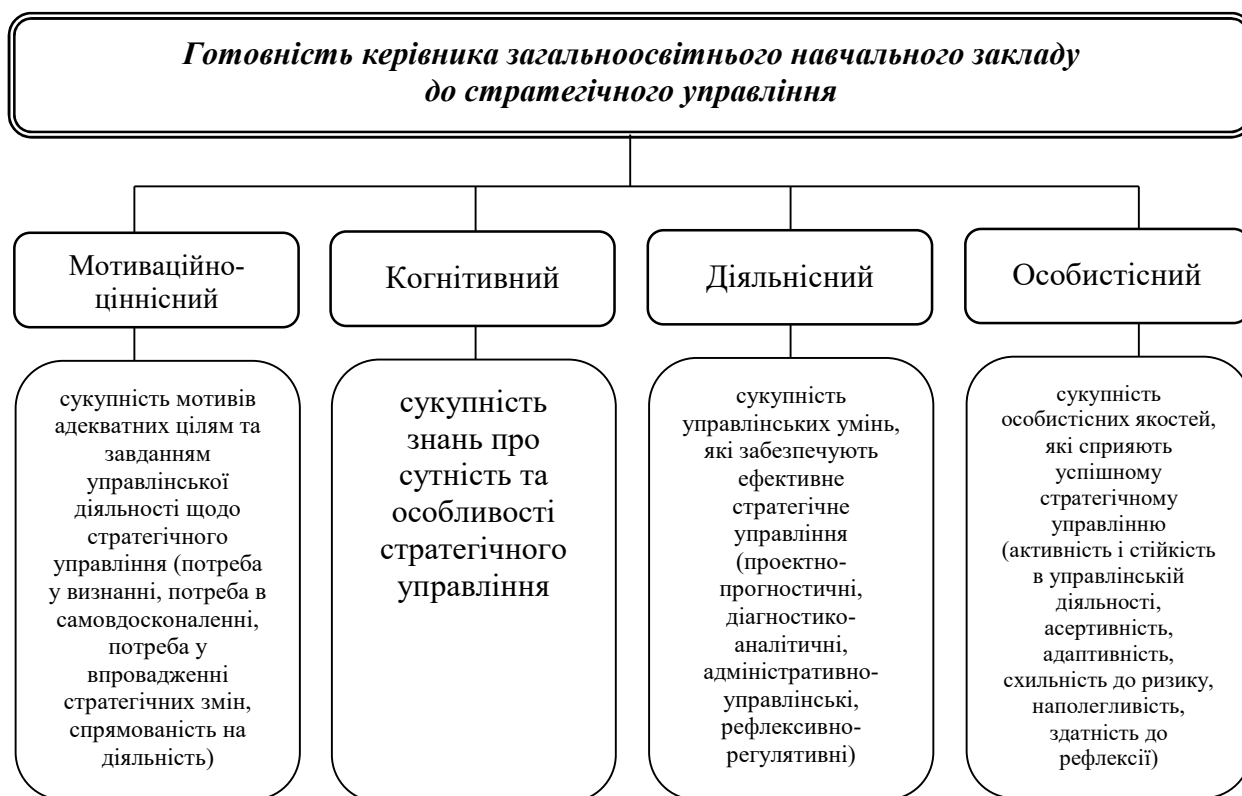 Готовність керівника загальноосвітнього навчального закладу
до стратегічного управління
Мотиваційно-
ціннісний
Когнітивний
Діяльнісний
Особистісний
сукупність мотивів
адекватних цілям та
завданням
управлінської
діяльності щодо
стратегічного
управління (потреба
у визнанні, потреба в
самовдосконаленні,
потреба у
впровадженні
стратегічних змін,
спрямованість на
діяльність)
сукупність
знань про
сутність та
особливості
стратегічного
управління
сукупність
управлінських умінь,
які забезпечують
ефективне
стратегічне
управління
(проектно-
прогностичні,
діагностико-
аналітичні,
адміністративно-
управлінські,
рефлексивно-
регулятивні)
сукупність
особистісних якостей,
які сприяють
успішному
стратегічному
управлінню
(активність і стійкість
в управлінській
діяльності,
асертивність,
адаптивність,
схильність до ризику,
наполегливість,
здатність до
рефлексії)